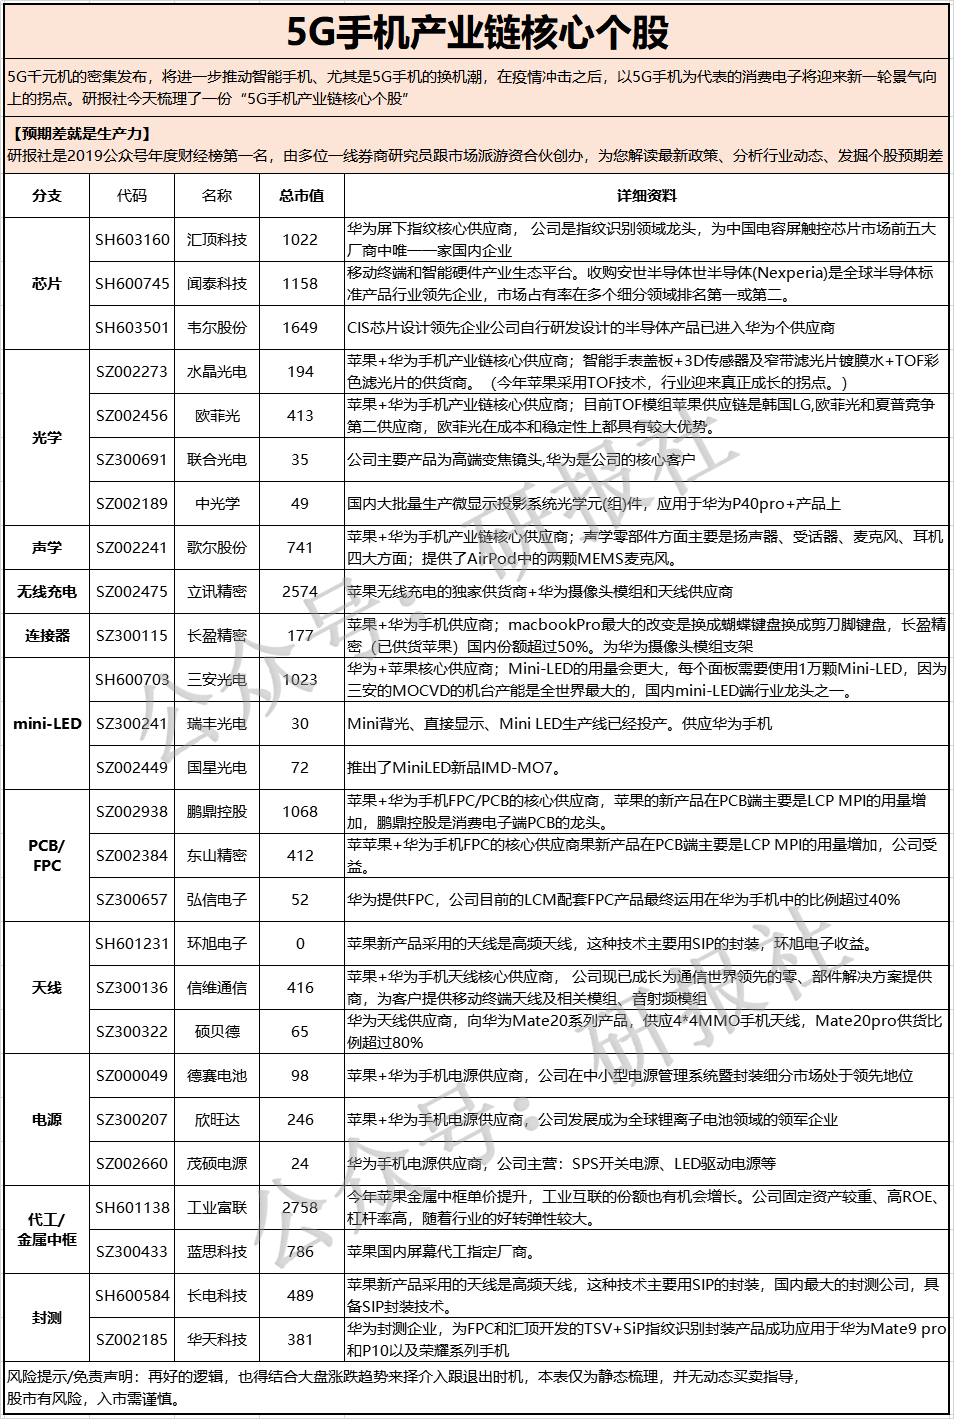 5G手机产业链核心个股
5G千元机的密集发布，将进一步推动智能手机、尤其是5G手机的换机潮，在疫情冲击之后，以5G手机为代表的消费电子将迎来新一轮景气向
上的拐点。研报社今天梳理了一份“5G手机产业链核心个股”
【预期差就是生产力】
研报社是2019公众号年度财经榜第一名，由多位一线券商研究员跟市场派游资合伙创办，为您解读最新政策、分析行业动态、发掘个股预期差
分支 代码 名称 总市值 详细资料
芯片
SH603160 汇顶科技 1022 华为屏下指纹核心供应商， 公司是指纹识别领域龙头，为中国电容屏触控芯片市场前五大
厂商中唯一一家国内企业
SH600745 闻泰科技 1158 移动终端和智能硬件产业生态平台。收购安世半导体世半导体(Nexperia)是全球半导体标
准产品行业领先企业，市场占有率在多个细分领域排名第一或第二。
SH603501 韦尔股份 1649 CIS芯片设计领先企业公司自行研发设计的半导体产品已进入华为个供应商
光学
SZ002273 水晶光电 194 苹果+华为手机产业链核心供应商；智能手表盖板+3D传感器及窄带滤光片镀膜水+TOF彩
色滤光片的供货商。（今年苹果采用TOF技术，行业迎来真正成长的拐点。）
SZ002456 欧菲光 413 苹果+华为手机产业链核心供应商；目前TOF模组苹果供应链是韩国LG,欧菲光和夏普竞争
第二供应商，欧菲光在成本和稳定性上都具有较大优势。
SZ300691 联合光电 35 公司主要产品为高端变焦镜头,华为是公司的核心客户
SZ002189 中光学 49 国内大批量生产微显示投影系统光学元(组)件，应用于华为P40pro+产品上
声学
SZ002241 歌尔股份 741 苹果+华为手机产业链核心供应商；声学零部件方面主要是扬声器、受话器、麦克风、耳机
四大方面；提供了AirPod中的两颗MEMS麦克风。
无线充电
SZ002475 立讯精密 2574 苹果无线充电的独家供货商+华为摄像头模组和天线供应商
连接器
SZ300115 长盈精密 177 苹果+华为手机供应商；macbookPro最大的改变是换成蝴蝶键盘换成剪刀脚键盘，长盈精
密（已供货苹果）国内份额超过50%。为华为摄像头模组支架
mini-LED
SH600703 三安光电 1023 华为+苹果核心供应商；Mini-LED的用量会更大，每个面板需要使用1万颗Mini-LED，因为
三安的MOCVD的机台产能是全世界最大的，国内mini-LED端行业龙头之一。
SZ300241 瑞丰光电 30 Mini背光、直接显示、Mini LED生产线已经投产。供应华为手机
SZ002449 国星光电 72 推出了MiniLED新品IMD-MO7。
PCB/
FPC
SZ002938 鹏鼎控股 1068 苹果+华为手机FPC/PCB的核心供应商，苹果的新产品在PCB端主要是LCP MPI的用量增
加，鹏鼎控股是消费电子端PCB的龙头。
SZ002384 东山精密 412 苹苹果+华为手机FPC的核心供应商果新产品在PCB端主要是LCP MPI的用量增加，公司受
益。
SZ300657 弘信电子 52 华为提供FPC，公司目前的LCM配套FPC产品最终运用在华为手机中的比例超过40%
天线
SH601231 环旭电子 0 苹果新产品采用的天线是高频天线，这种技术主要用SIP的封装，环旭电子收益。
SZ300136 信维通信 416 苹果+华为手机天线核心供应商， 公司现已成长为通信世界领先的零、部件解决方案提供
商，为客户提供移动终端天线及相关模组、音射频模组
SZ300322 硕贝德 65 华为天线供应商，向华为Mate20系列产品，供应4*4MMO手机天线，Mate20pro供货比
例超过80%
电源
SZ000049 德赛电池 98 苹果+华为手机电源供应商，公司在中小型电源管理系统暨封装细分市场处于领先地位
SZ300207 欣旺达 246 苹果+华为手机电源供应商，公司发展成为全球锂离子电池领域的领军企业
SZ002660 茂硕电源 24 华为手机电源供应商，公司主营：SPS开关电源、LED驱动电源等
代工/
金属中框
SH601138 工业富联 2758 今年苹果金属中框单价提升，工业互联的份额也有机会增长。公司固定资产较重、高ROE、
杠杆率高，随着行业的好转弹性较大。
SZ300433 蓝思科技 786 苹果国内屏幕代工指定厂商。
封测
SH600584 长电科技 489 苹果新产品采用的天线是高频天线，这种技术主要用SIP的封装，国内最大的封测公司，具
备SIP封装技术。
SZ002185 华天科技 381 华为封测企业，为FPC和汇顶开发的TSV+SiP指纹识别封装产品成功应用于华为Mate9 pro
和P10以及荣耀系列手机
风险提示/免责声明：再好的逻辑，也得结合大盘涨跌趋势来择介入跟退出时机，本表仅为静态梳理，并无动态买卖指导，
股市有风险，入市需谨慎。
公众号：研报社
公众号：研报社